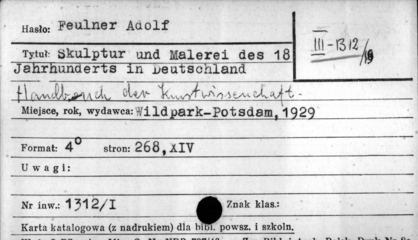 Hasło: Feulner Adolf
III-1312/
Tytuł: Skulptur und Malerei des 18
Jahrhunderts in Deutschland
Handbuch der Kunstwissenschaft.
Miejsce, rok, wydawca: Wildpark-Potsdam, 1929
Format: 4° stron: 268, XIV
Uwagi:
Nr inw.: 1312/I Znak klas.:
Karta katalogowa (z nadrukiem) dla bibl. powsz. i szkoln.